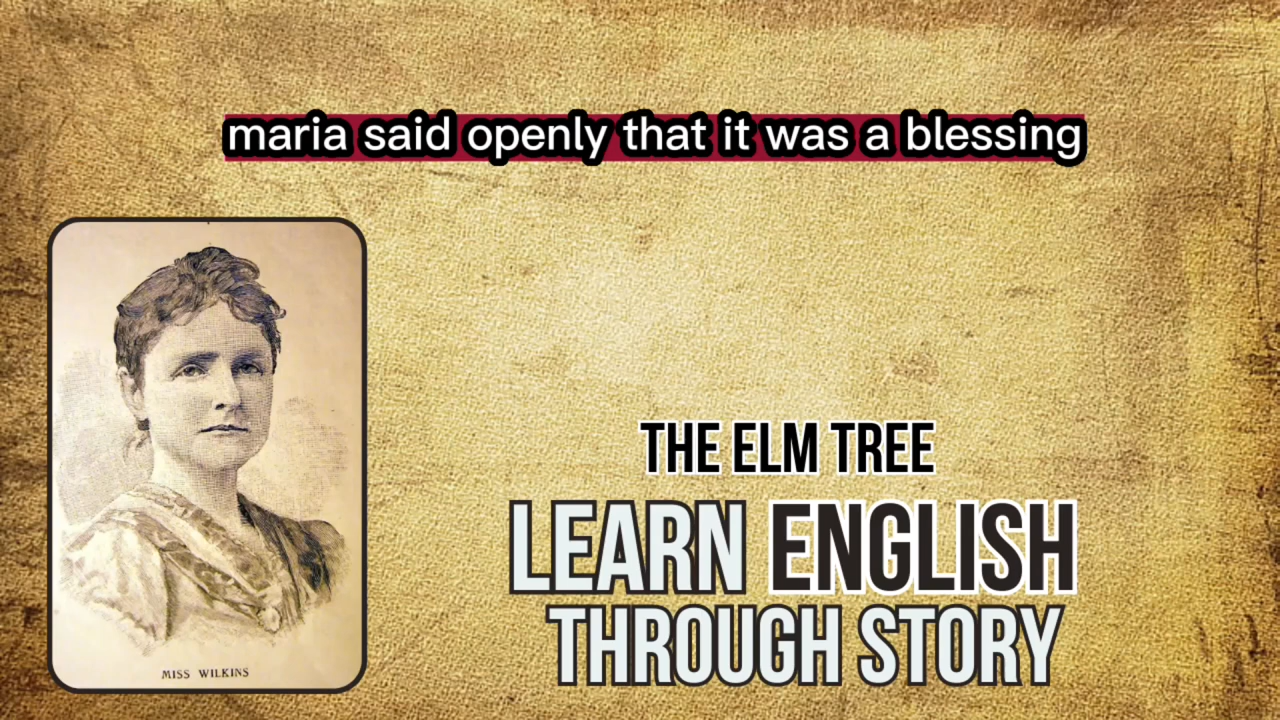 maria said openly that it was a blessing
THE ELM TREE
LEARN ENGLISH
THROUGH STORY
MISS WILKINS